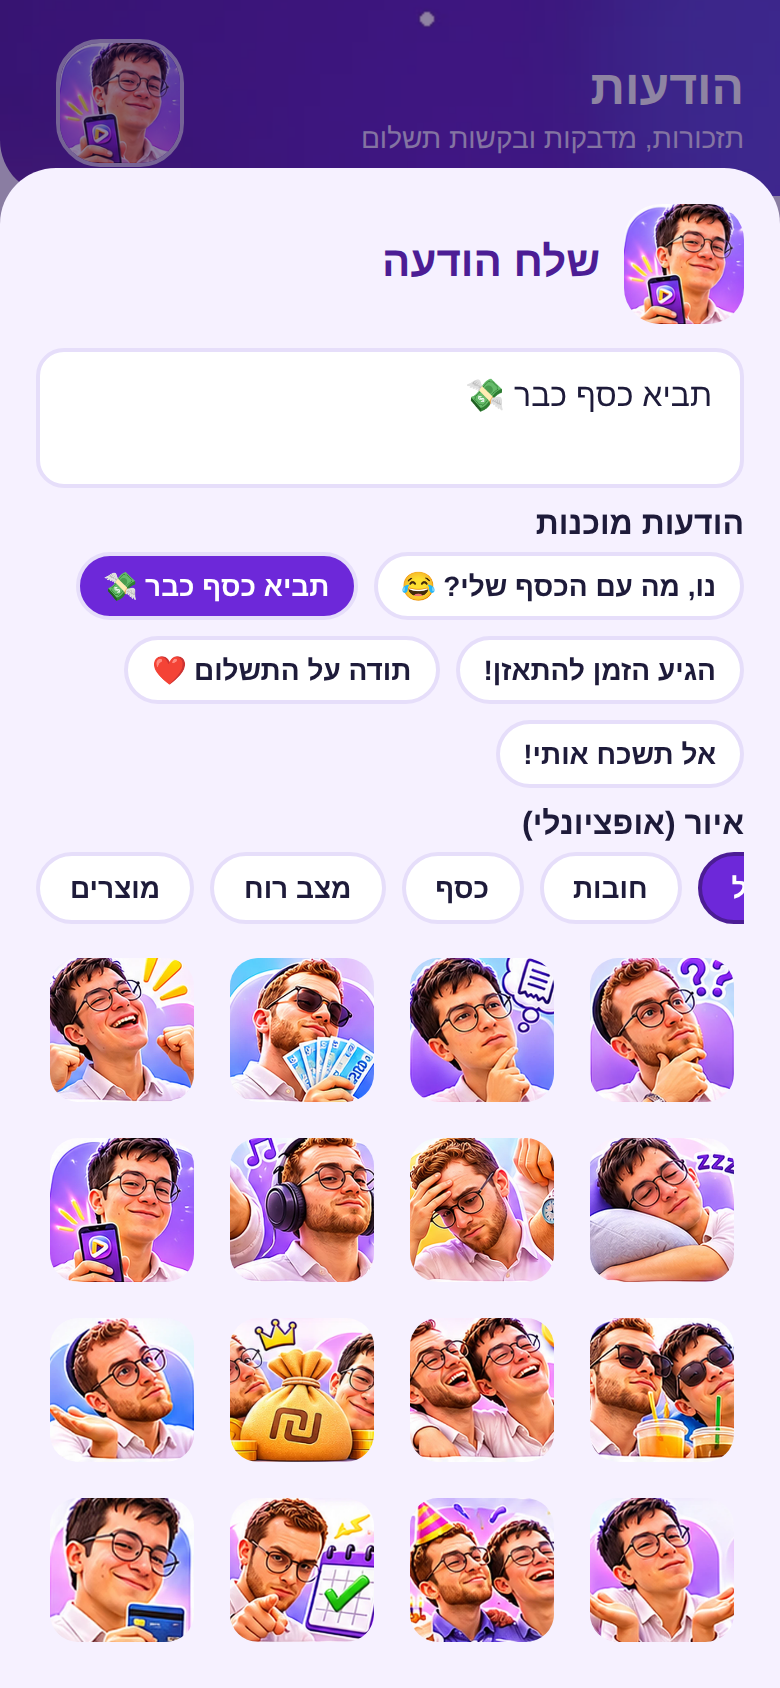 הודעות
תזכורות, מדבקות ובקשות תשלום
שלח הודעה
תביא כסף כבר 💸
הודעות מוכנות
נו, מה עם הכסף שלי? 😂
תביא כסף כבר 💸
הגיע הזמן להתאזן!
תודה על התשלום ❤️
אל תשכח אותי!
איור (אופציונלי)
חובות
כסף
מצב רוח
מוצרים
??
zzz
₪